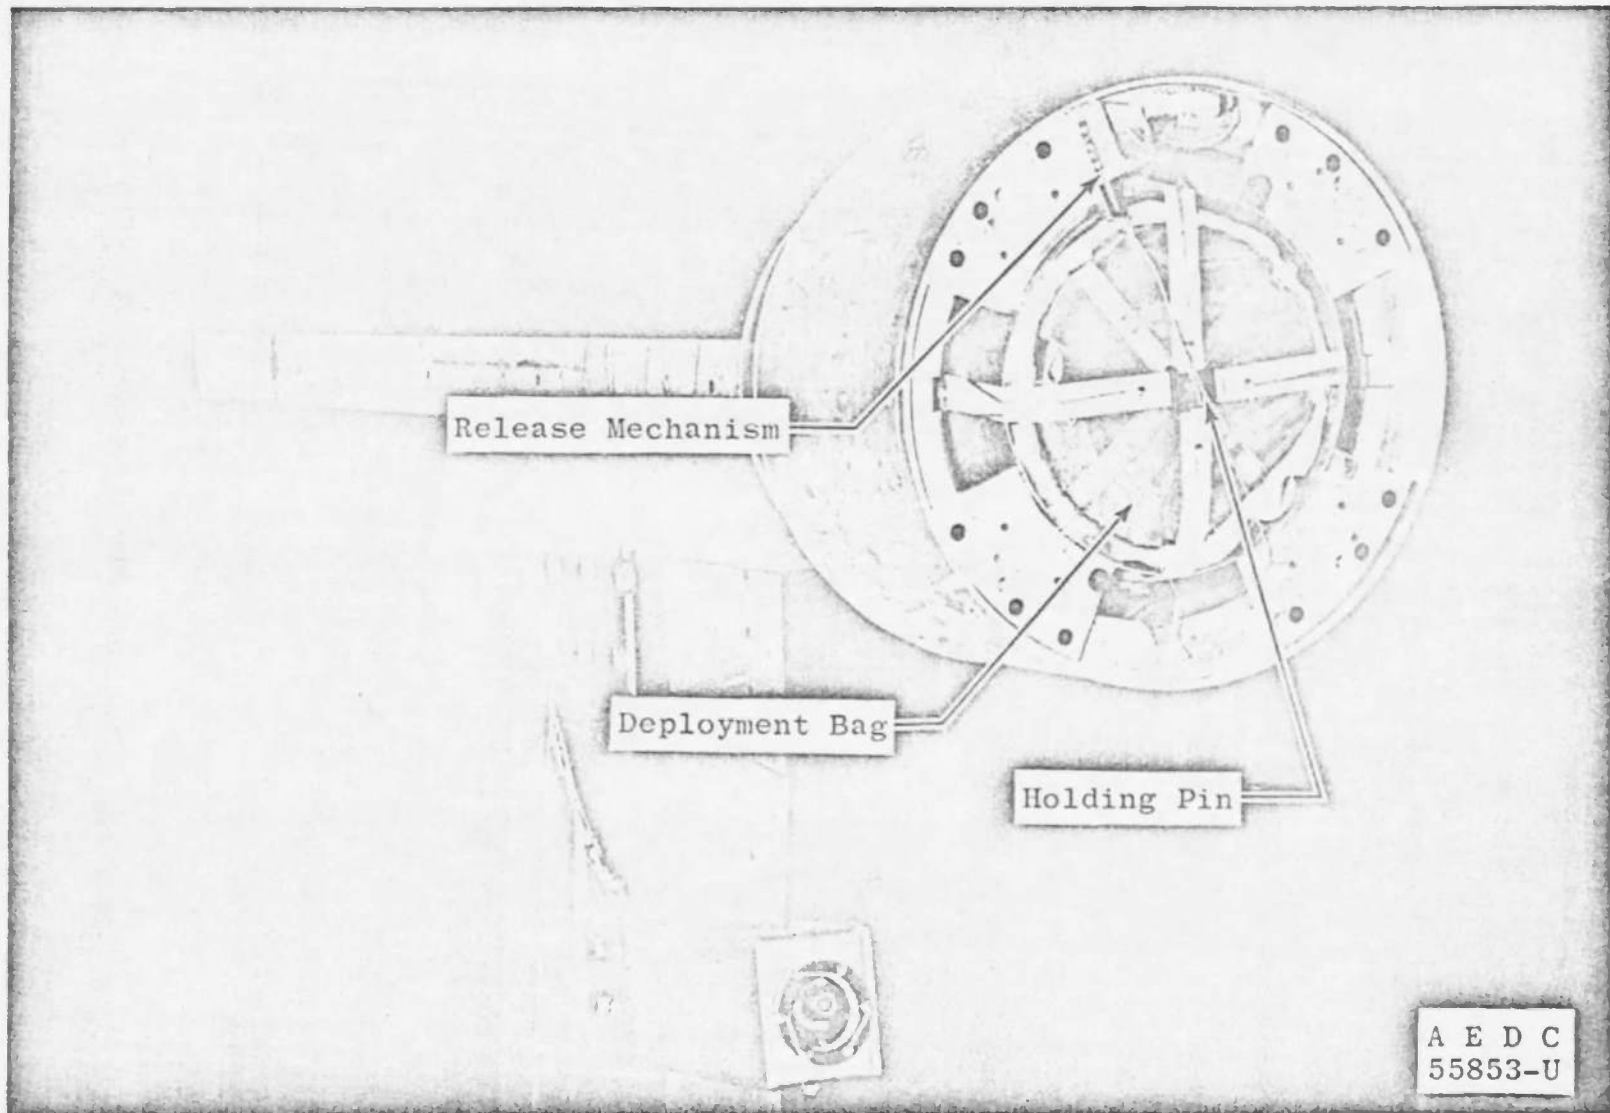 Release Mechanism
Deployment Bag
Holding Pin
A E D C
55853-U